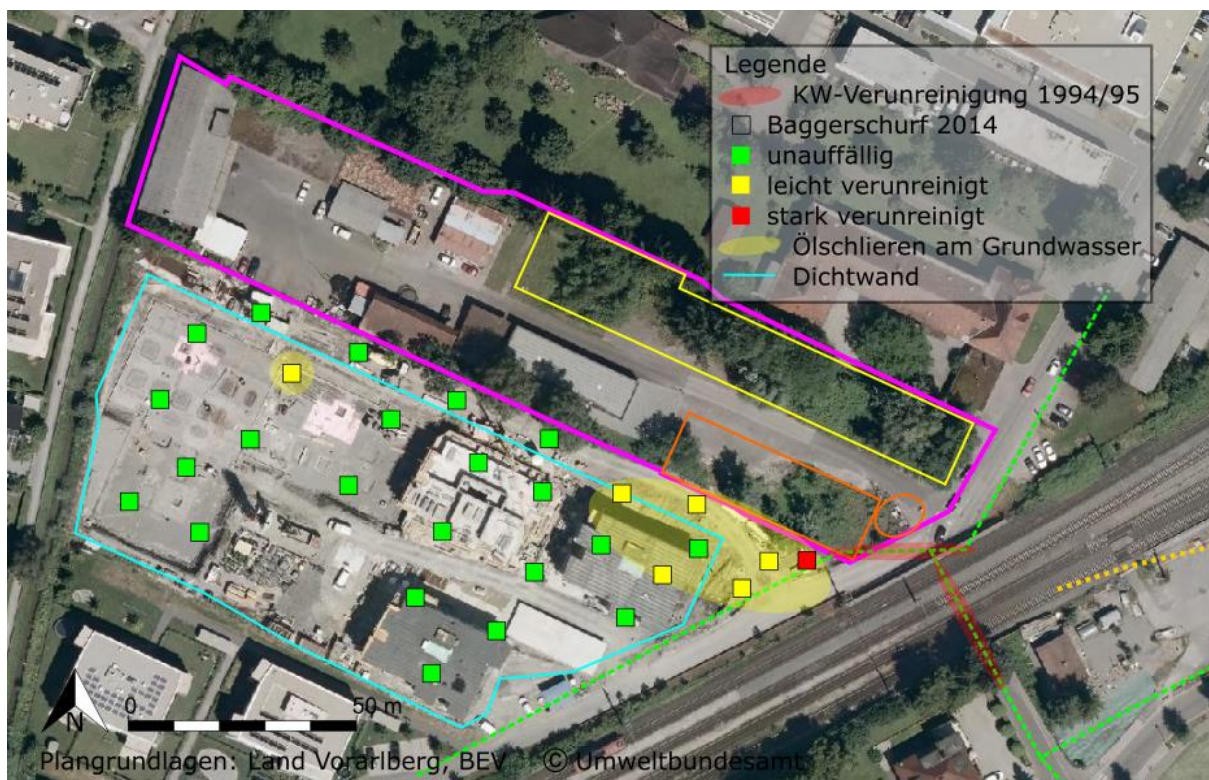 Legende
KW-Verunreinigung 1994/95
Baggerschurf 2014
unauffällig
leicht verunreinigt
stark verunreinigt
Ölschlieren am Grundwasser
Dichtwand
N
0 50 m
Plangrundlagen: Land Vorarlberg, BEV © Umweltbundesamt